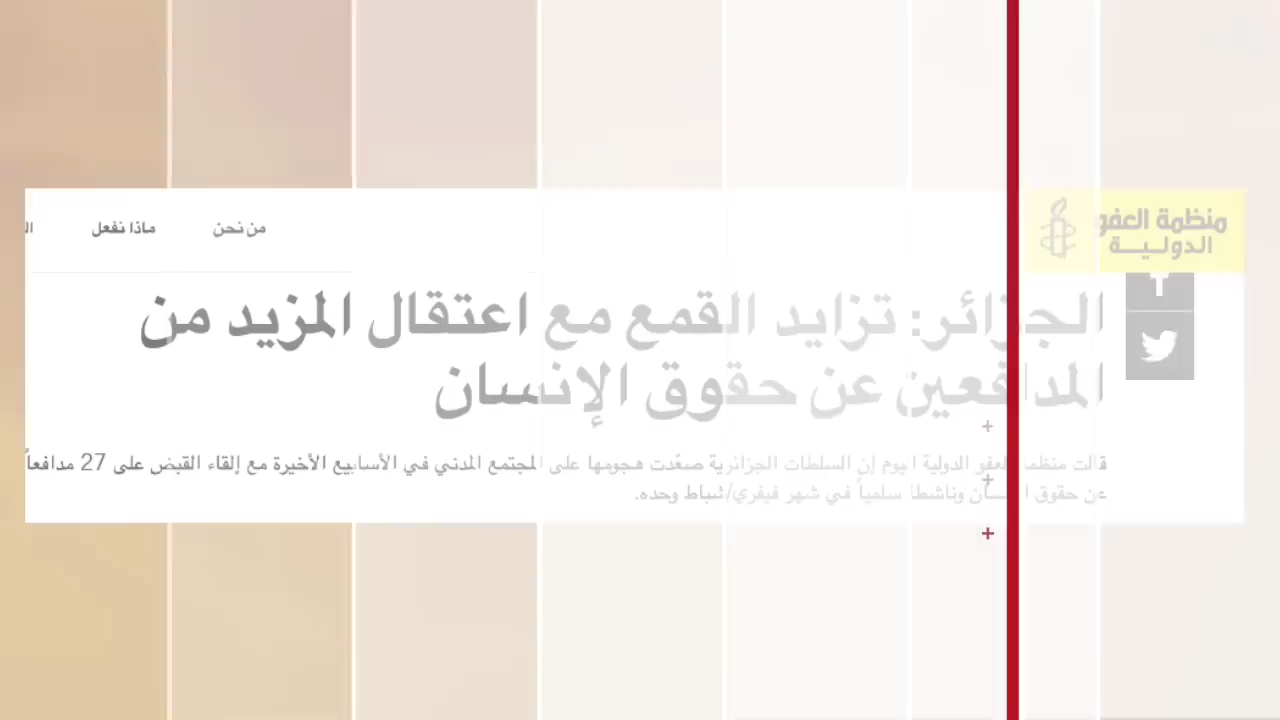 منظمة العفو
الدولية
من نحن
ماذا نفعل
الجزائر: تزايد القمع مع اعتقال المزيد من
المدافعين عن حقوق الإنسان
قالت منظمة العفو الدولية اليوم إن السلطات الجزائرية صعّدت هجومها على المجتمع المدني في الأسابيع الأخيرة مع إلقاء القبض على 27 مدافعاً
عن حقوق الإنسان وناشطا سلمياً في شهر فيفري/شباط وحده.